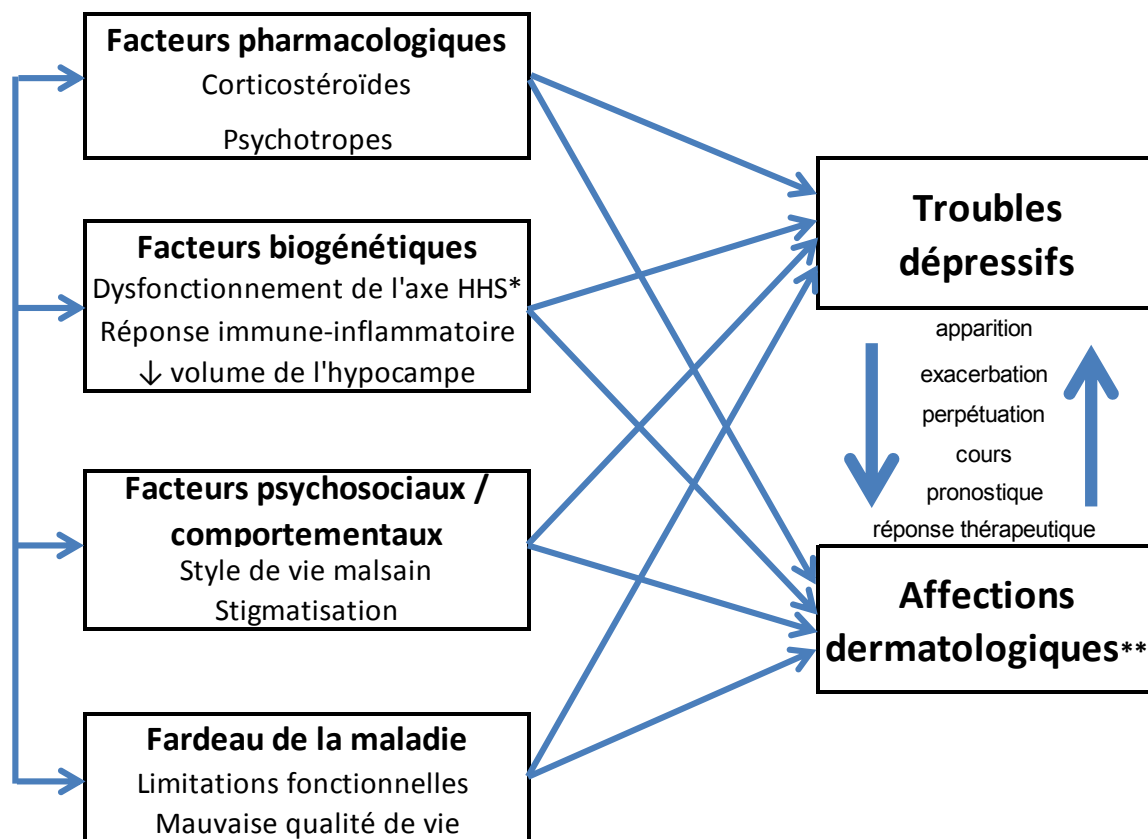 Facteurs pharmacologiques
Corticostéroïdes
Psychotropes
Facteurs biogénétiques
Dysfonctionnement de l'axe HHS*
Réponse immune-inflammatoire
↓ volume de l'hypocampe
Facteurs psychosociaux /
comportementaux
Style de vie malsain
Stigmatisation
Fardeau de la maladie
Limitations fonctionnelles
Mauvaise qualité de vie
Troubles
dépressifs
apparition
exacerbation
perpétuation
cours
pronostique
réponse thérapeutique
Affections
dermatologiques**